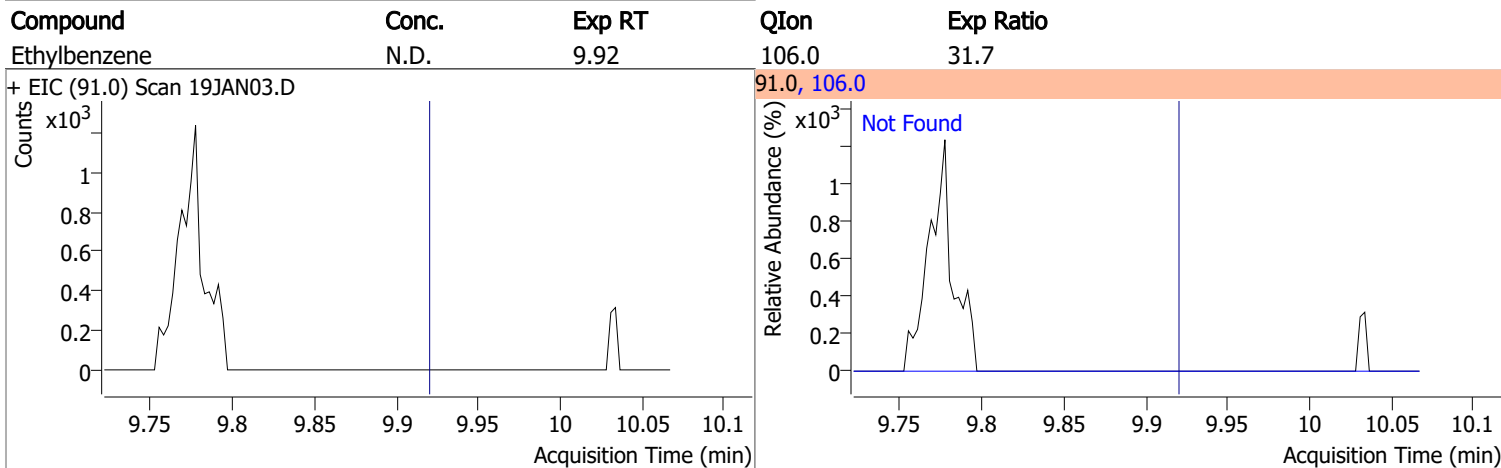 Compound Conc. Exp RT QIon Exp Ratio
Ethylbenzene N.D. 9.92 106.0 31.7
+ EIC (91.0) Scan 19JAN03.D
91.0, 106.0
Counts
x10³
1
0.8
0.6
0.4
0.2
0
9.75 9.8 9.85 9.9 9.95 10 10.05 10.1
Acquisition Time (min)
Relative Abundance (%)
x10³
Not Found
1
0.8
0.6
0.4
0.2
0
9.75 9.8 9.85 9.9 9.95 10 10.05 10.1
Acquisition Time (min)